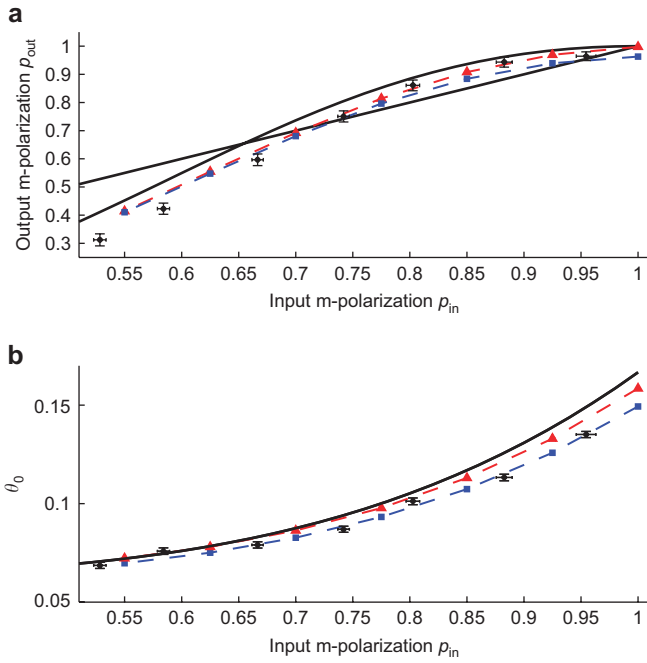 a
Output m-polarization p_out
1
0.9
0.8
0.7
0.6
0.5
0.4
0.3
0.55 0.6 0.65 0.7 0.75 0.8 0.85 0.9 0.95 1
Input m-polarization p_in
b
θ_0
0.15
0.1
0.05
0.55 0.6 0.65 0.7 0.75 0.8 0.85 0.9 0.95 1
Input m-polarization p_in